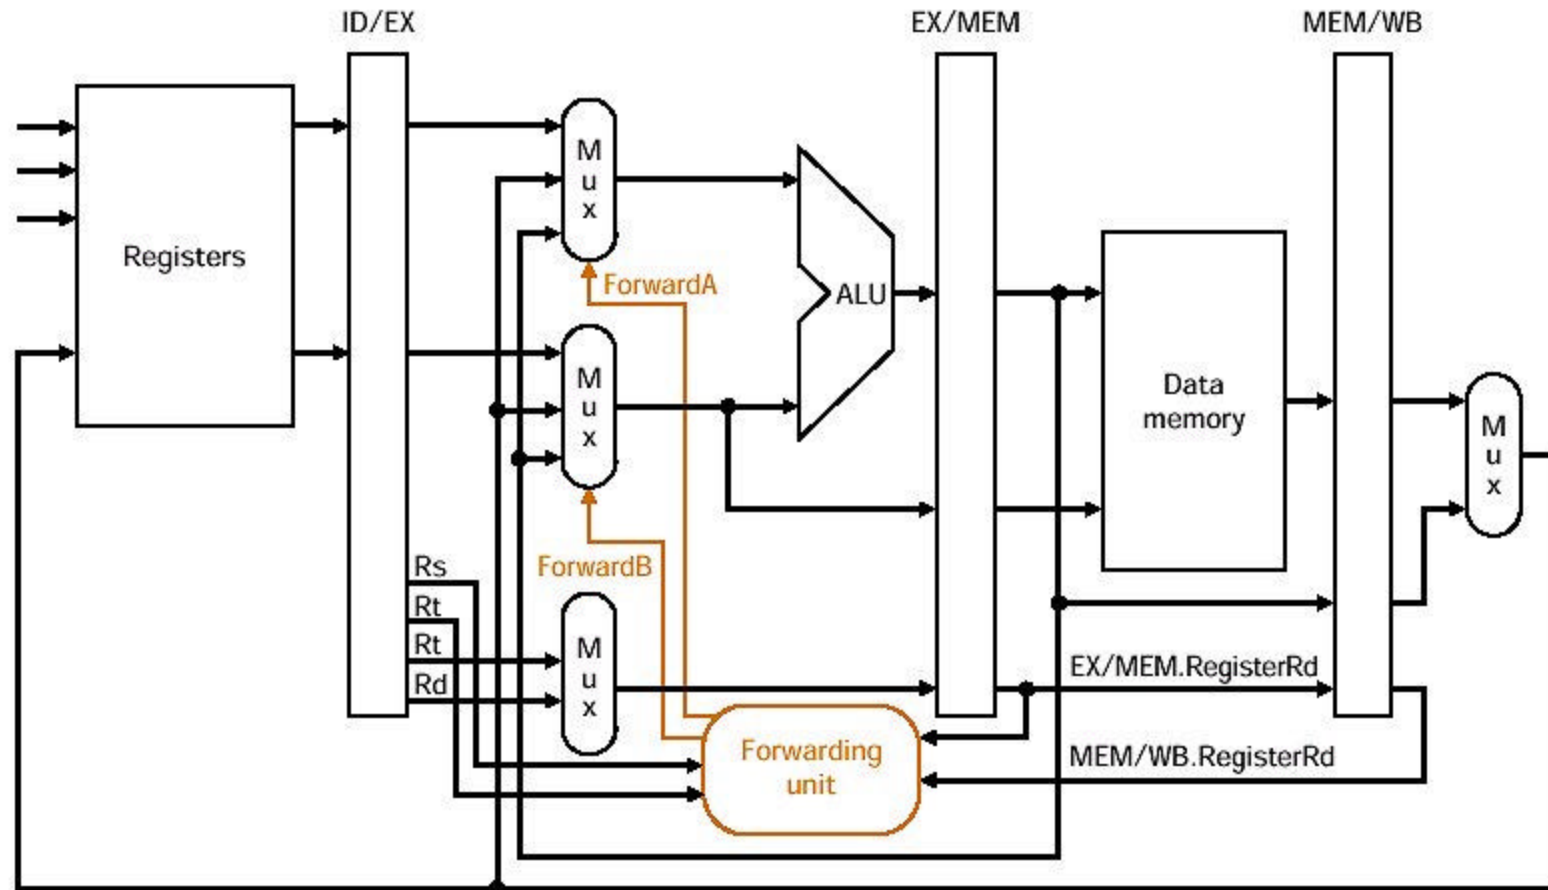 ID/EX
EX/MEM
MEM/WB
M
u
x
ForwardA
Registers
ALU
M
u
x
Data
memory
M
u
x
ForwardB
Rs
Rt
Rt
Rd
M
u
x
EX/MEM.RegisterRd
Forwarding
unit
MEM/WB.RegisterRd